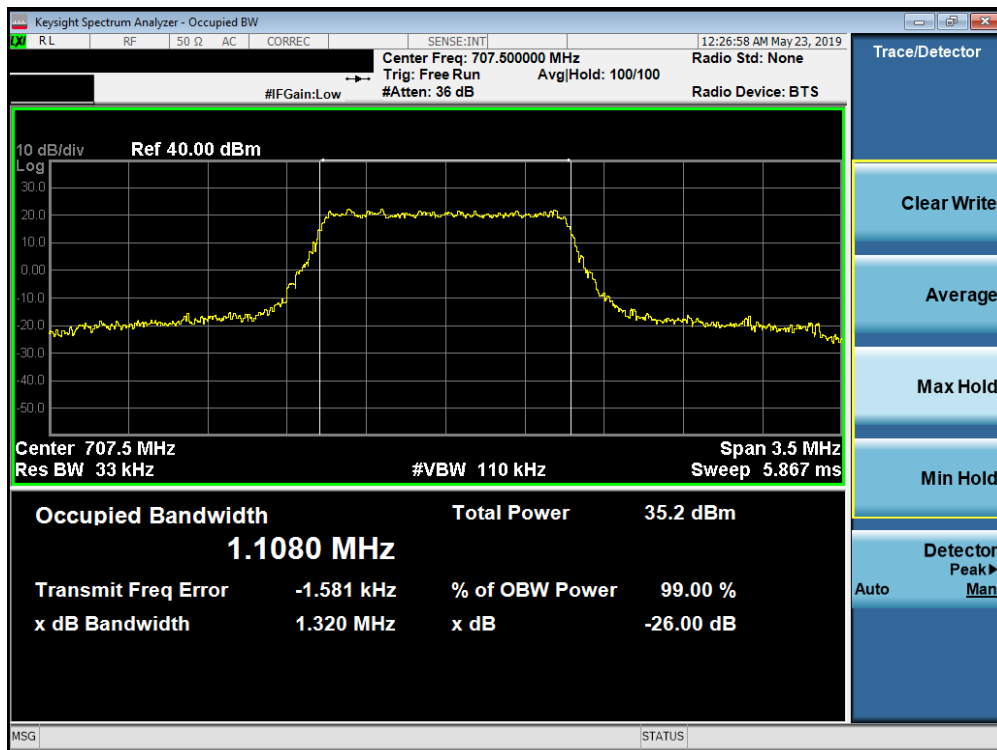 Keysight Spectrum Analyzer - Occupied BW
LXI RL RF 50 Ω AC CORREC SENSE:INT 12:26:58 AM May 23, 2019
Center Freq: 707.500000 MHz Radio Std: None
Trig: Free Run Avg|Hold: 100/100
#IFGain:Low #Atten: 36 dB Radio Device: BTS
10 dB/div Ref 40.00 dBm
Log
30.0
20.0
10.0
0.00
-10.0
-20.0
-30.0
-40.0
-50.0
Center 707.5 MHz Span 3.5 MHz
Res BW 33 kHz #VBW 110 kHz Sweep 5.867 ms
Occupied Bandwidth Total Power 35.2 dBm
1.1080 MHz
Transmit Freq Error -1.581 kHz % of OBW Power 99.00 %
x dB Bandwidth 1.320 MHz x dB -26.00 dB
MSG STATUS
Trace/Detector
Clear Write
Average
Max Hold
Min Hold
Detector
Peak▶
Auto Man